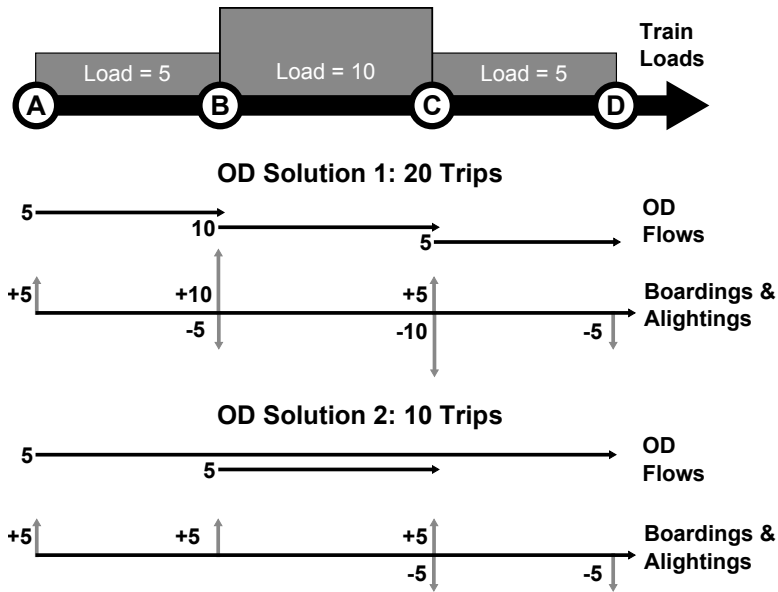 Load = 5
Load = 10
Load = 5
Train
Loads
A
B
C
D
OD Solution 1: 20 Trips
5
10
5
OD
Flows
+5
+10
+5
Boardings &
-5
-10
-5
Alightings
OD Solution 2: 10 Trips
5
5
OD
Flows
+5
+5
+5
Boardings &
-5
-5
Alightings